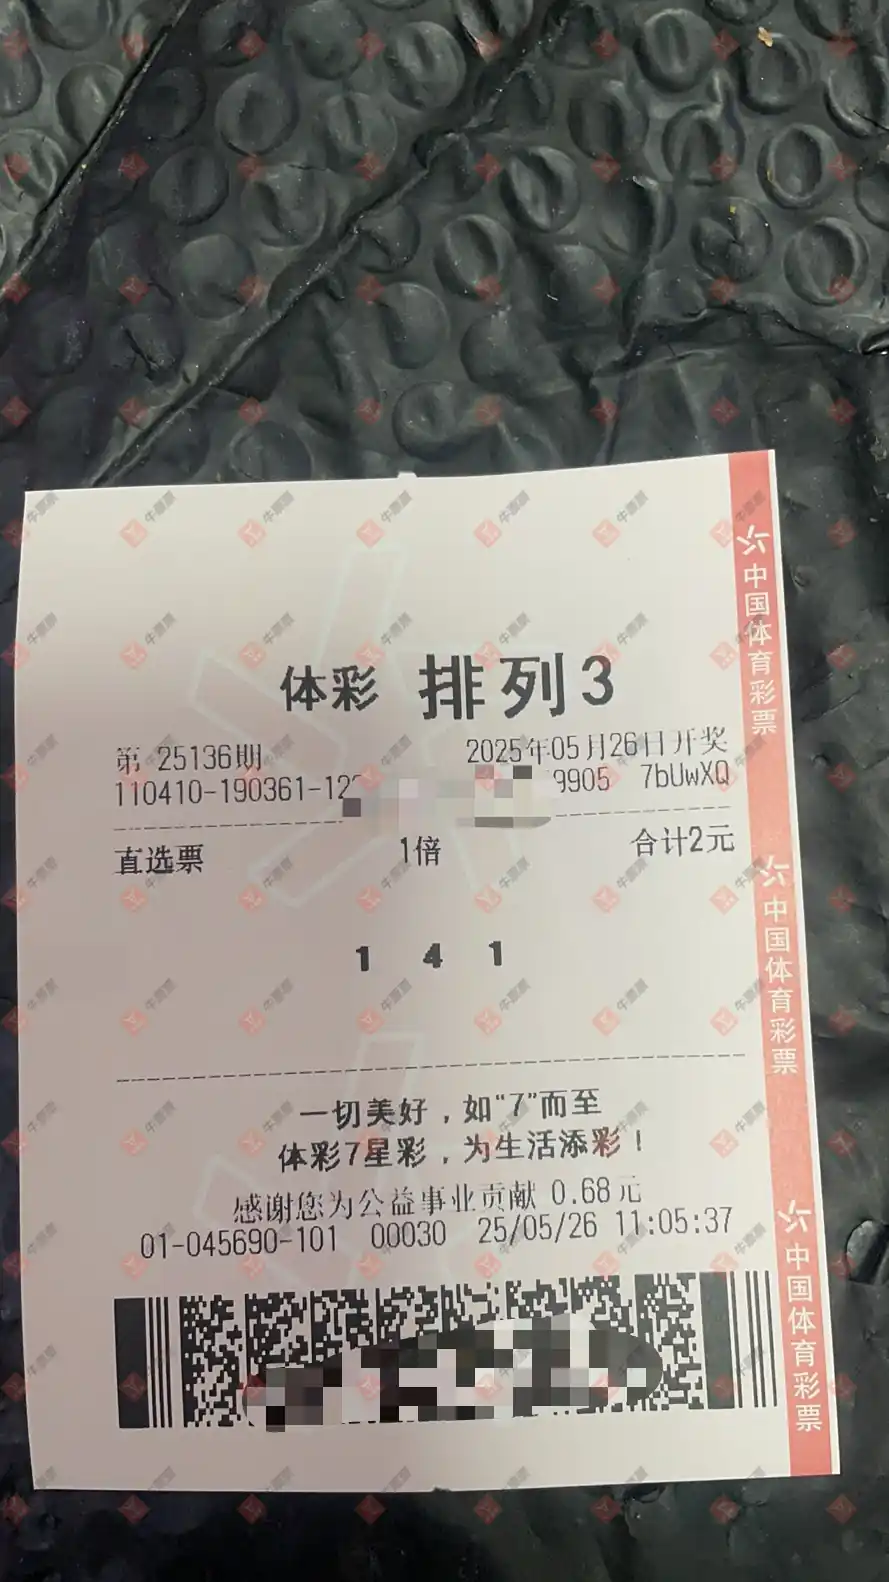 体彩 排列3
第 25136期 2025年05月26日开奖
110410-190361-12 9905 7bUwXQ
直选票 1倍 合计2元
1 4 1
一切美好，如“7”而至
体彩7星彩，为生活添彩！
感谢您为公益事业贡献 0.68元
01-045690-101 00030 25/05/26 11:05:37
中国体育彩票
中国体育彩票
中国体育彩票